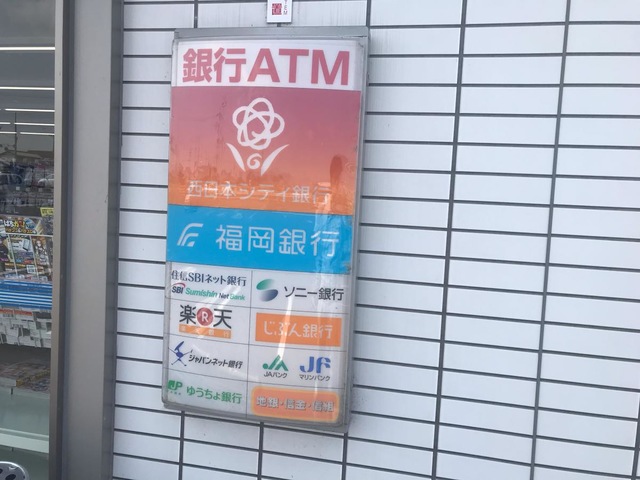 銀行ATM
西日本シティ銀行
福岡銀行
住信SBIネット銀行
SBI Sumishin Net Bank
ソニー銀行
楽R天
じぶん銀行
ジャパンネット銀行
JA
JAバンク
JF
マリンバンク
JP
ゆうちょ銀行
地銀・信金・信組